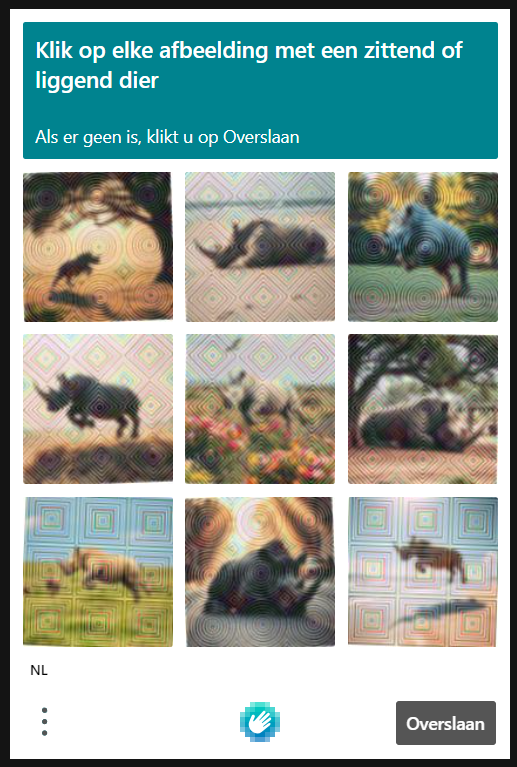 Klik op elke afbeelding met een zittend of
liggend dier
Als er geen is, klikt u op Overslaan
NL
Overslaan